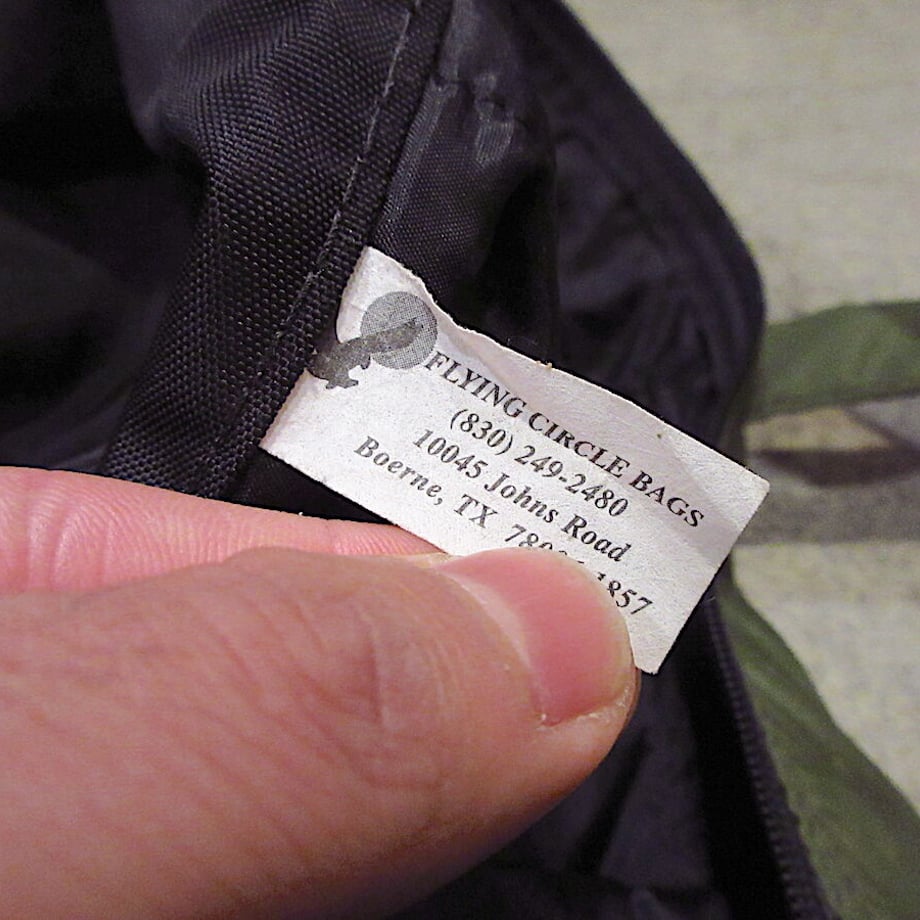 FLYING CIRCLE BAGS
(830) 249-2480
10045 Johns Road
Boerne, TX